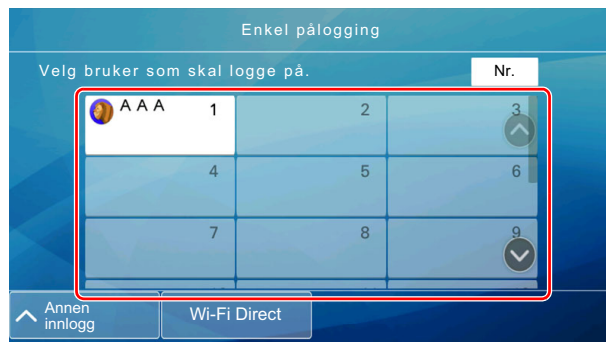 Enkel pålogging
Velg bruker som skal logge på.
Nr.
A A A 1
2
3
4
5
6
7
8
9
Annen
innlogg
Wi-Fi Direct